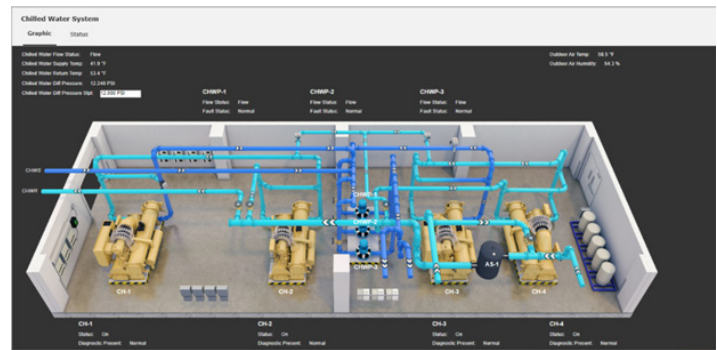 Chilled Water System
Graphic Status
Chilled Water Flow Status: Flow
Chilled Water Supply Temp: 41.9 °F
Chilled Water Return Temp: 53.4 °F
Chilled Water Diff Pressure: 12.248 PSI
Chilled Water Diff Pressure Stpt: 12.000 PSI
Outdoor Air Temp: 58.5 °F
Outdoor Air Humidity: 54.3 %
CHWP-1
Flow Status: Flow
Fault Status: Normal
CHWP-2
Flow Status: Flow
Fault Status: Normal
CHWP-3
Flow Status: Flow
Fault Status: Normal
CHWP-1
CHWP-2
CHWP-3
AS-1
CH-1
CH-2
CH-3
CH-4
CH-1
Status: On
Diagnostic Present: Normal
CH-2
Status: On
Diagnostic Present: Normal
CH-3
Status: On
Diagnostic Present: Normal
CH-4
Status: On
Diagnostic Present: Normal